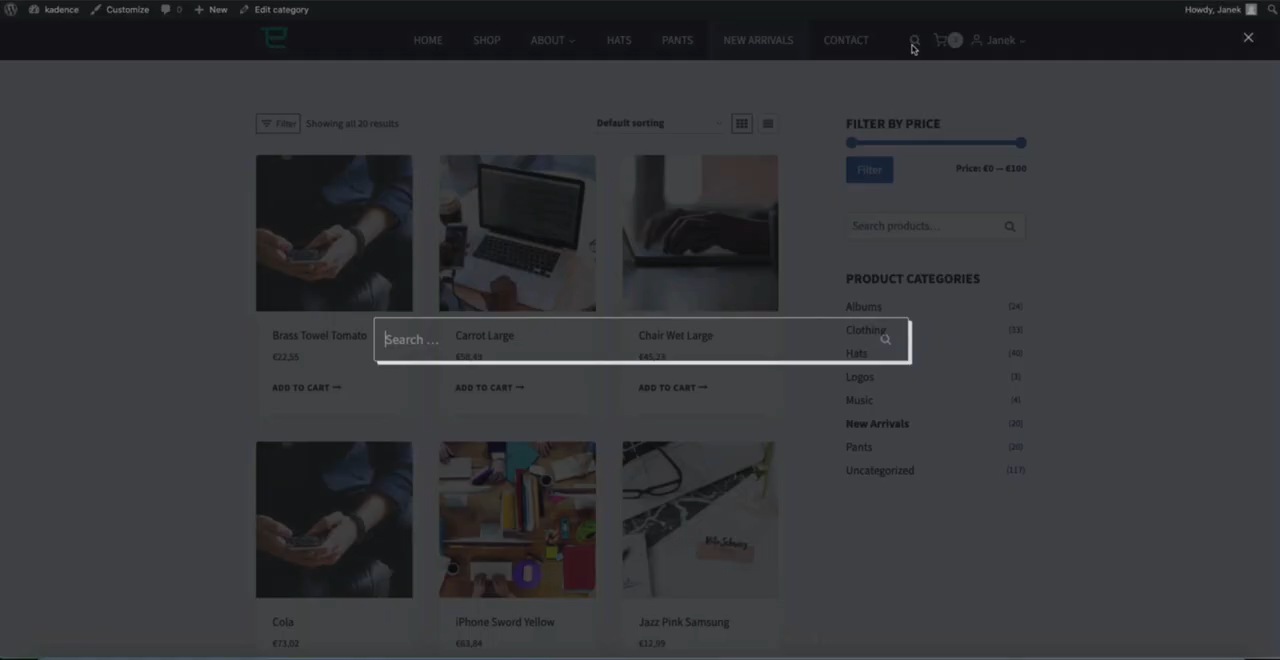 kadence Customize 0 New Edit category Howdy, Janek
HOME SHOP ABOUT HATS PANTS NEW ARRIVALS CONTACT Janek
Filter Showing all 20 results Default sorting
FILTER BY PRICE
Filter Price: €0 — €100
Search products...
PRODUCT CATEGORIES
Albums (24)
Clothing (33)
Hats (40)
Logos (3)
Music (4)
New Arrivals (20)
Pants (20)
Uncategorized (117)
Search ...
Brass Towel Tomato Carrot Large Chair Wet Large
€22,55 €45,23
ADD TO CART ADD TO CART ADD TO CART
Cola iPhone Sword Yellow Jazz Pink Samsung
€73,02 €63,84 €12,99